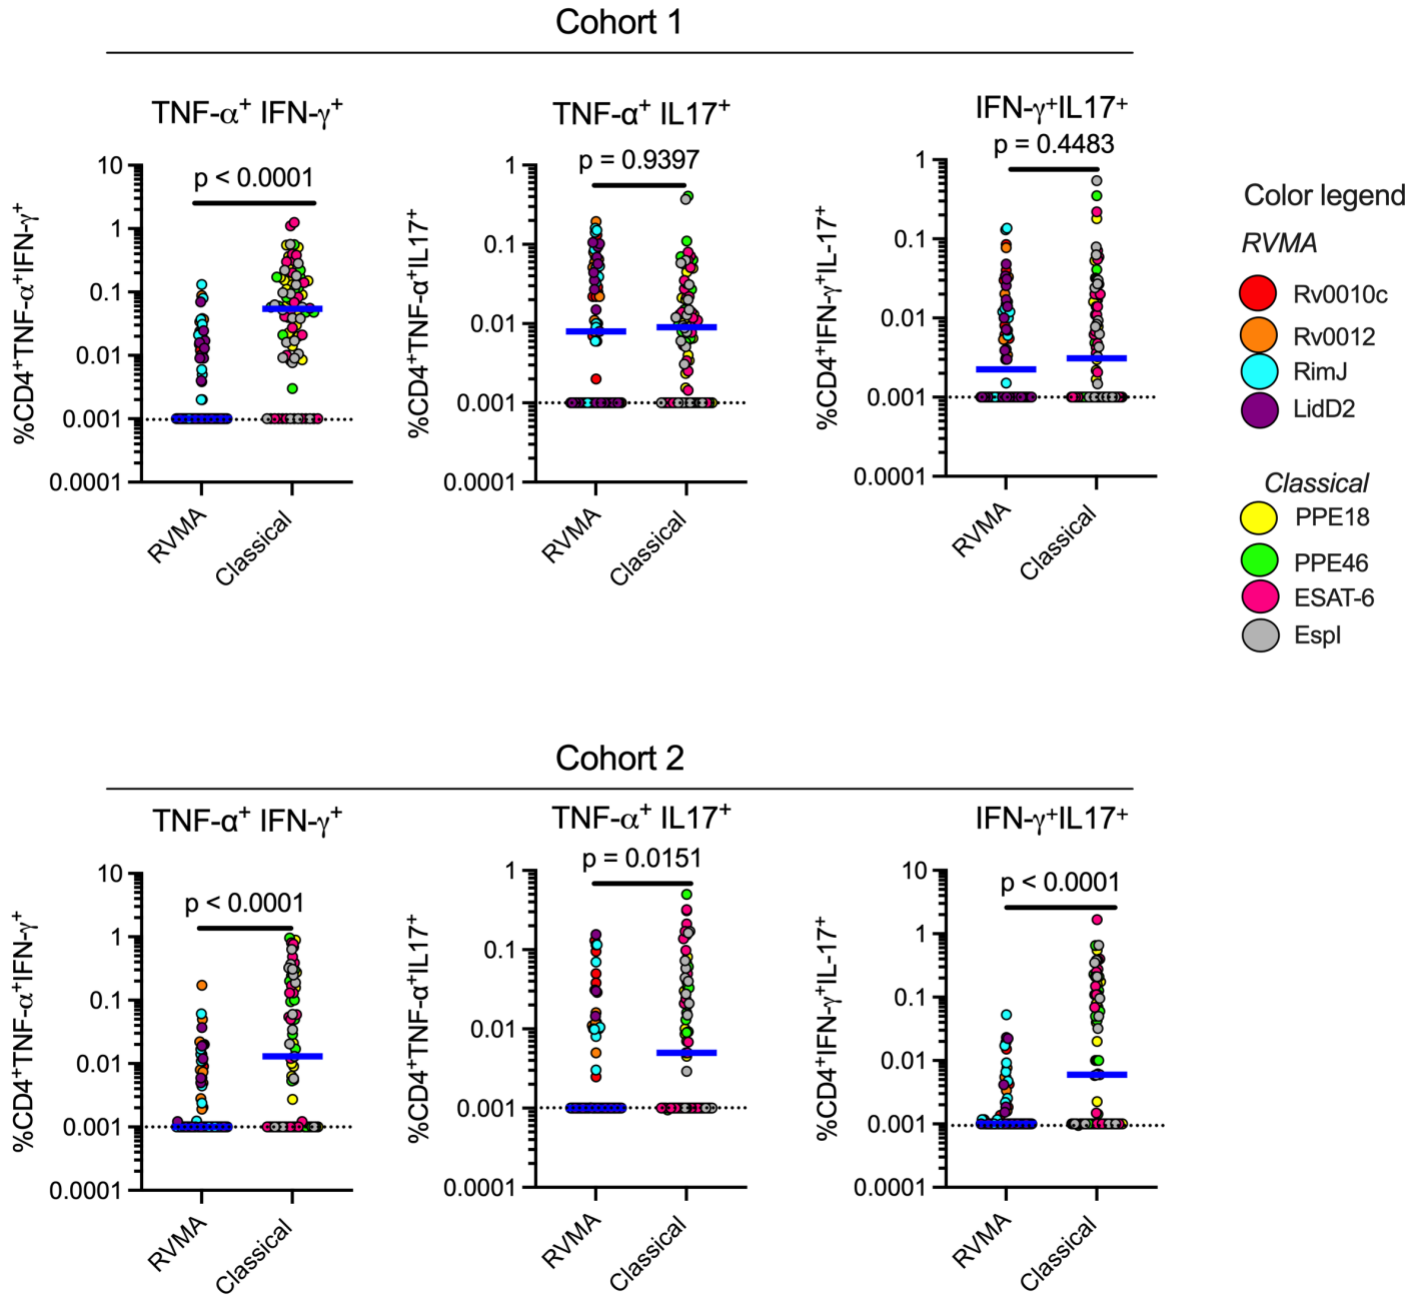 Cohort 1
TNF-α⁺ IFN-γ⁺
TNF-α⁺ IL17⁺
IFN-γ⁺IL17⁺
p < 0.0001
p = 0.9397
p = 0.4483
%CD4⁺TNF-α⁺IFN-γ⁺
10
1
0.1
0.01
0.001
0.0001
RVMA
Classical
%CD4⁺TNF-α⁺IL17⁺
1
0.1
0.01
0.001
0.0001
RVMA
Classical
%CD4⁺IFN-γ⁺IL-17⁺
1
0.1
0.01
0.001
0.0001
RVMA
Classical
Color legend
RVMA
Rv0010c
Rv0012
RimJ
LidD2
Classical
PPE18
PPE46
ESAT-6
EspI
Cohort 2
TNF-α⁺ IFN-γ⁺
TNF-α⁺ IL17⁺
IFN-γ⁺IL17⁺
p < 0.0001
p = 0.0151
p < 0.0001
%CD4⁺TNF-α⁺IFN-γ⁺
10
1
0.1
0.01
0.001
0.0001
RVMA
Classical
%CD4⁺TNF-α⁺IL17⁺
1
0.1
0.01
0.001
0.0001
RVMA
Classical
%CD4⁺IFN-γ⁺IL-17⁺
10
1
0.1
0.01
0.001
0.0001
RVMA
Classical